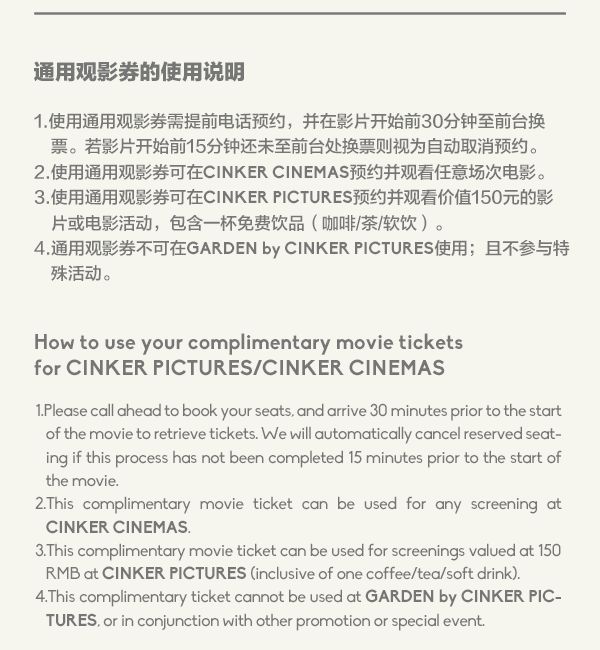 通用观影券的使用说明
1.使用通用观影券需提前电话预约，并在影片开始前30分钟至前台换
票。若影片开始前15分钟还未至前台处换票则视为自动取消预约。
2.使用通用观影券可在CINKER CINEMAS预约并观看任意场次电影。
3.使用通用观影券可在CINKER PICTURES预约并观看价值150元的影
片或电影活动，包含一杯免费饮品（咖啡/茶/软饮）。
4.通用观影券不可在GARDEN by CINKER PICTURES使用；且不参与特
殊活动。
How to use your complimentary movie tickets
for CINKER PICTURES/CINKER CINEMAS
1.Please call ahead to book your seats, and arrive 30 minutes prior to the start
of the movie to retrieve tickets. We will automatically cancel reserved seat-
ing if this process has not been completed 15 minutes prior to the start of
the movie.
2.This complimentary movie ticket can be used for any screening at
CINKER CINEMAS.
3.This complimentary movie ticket can be used for screenings valued at 150
RMB at CINKER PICTURES (inclusive of one coffee/tea/soft drink).
4.This complimentary ticket cannot be used at GARDEN by CINKER PIC-
TURES, or in conjunction with other promotion or special event.